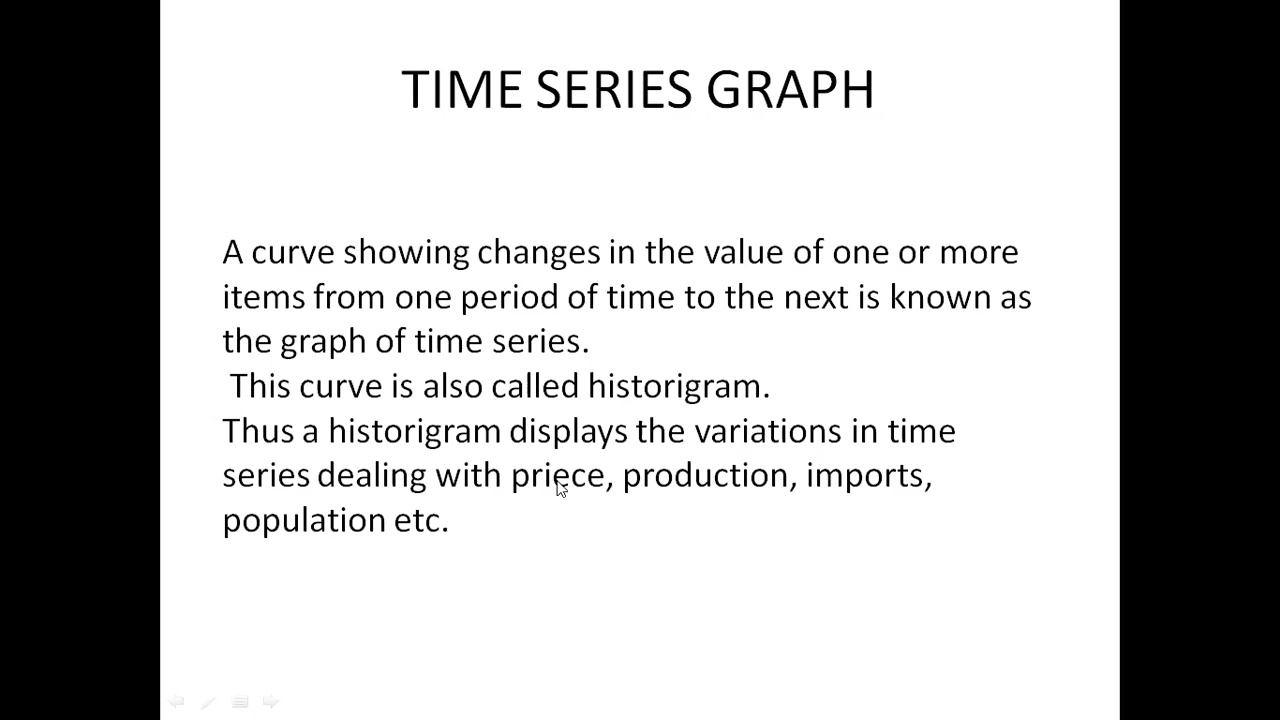 TIME SERIES GRAPH
A curve showing changes in the value of one or more
items from one period of time to the next is known as
the graph of time series.
This curve is also called historigram.
Thus a historigram displays the variations in time
series dealing with priece, production, imports,
population etc.